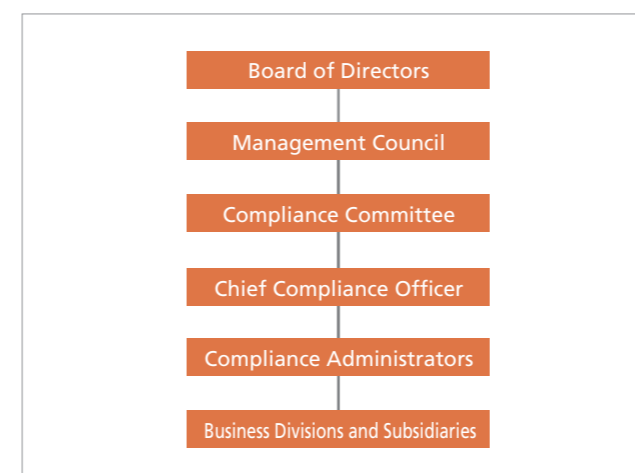 Board of Directors
Management Council
Compliance Committee
Chief Compliance Officer
Compliance Administrators
Business Divisions and Subsidiaries